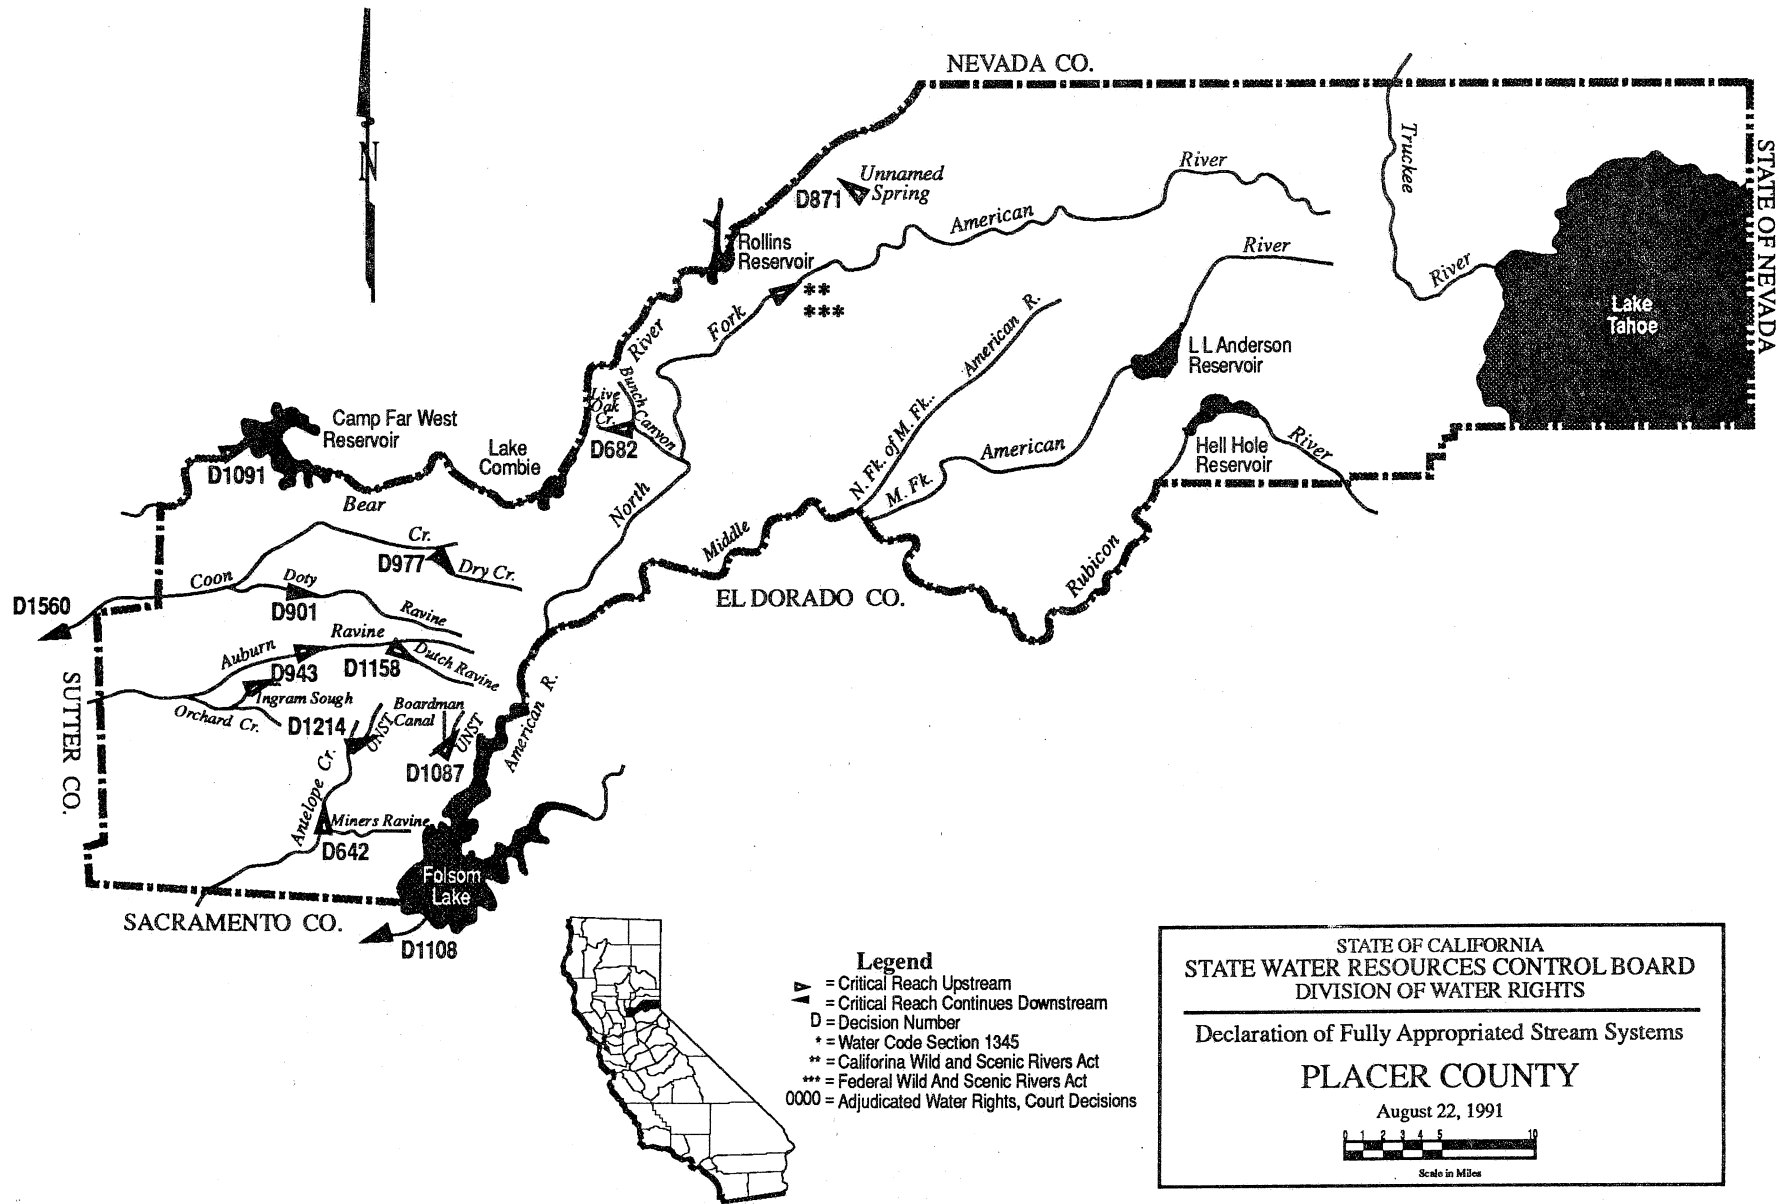 NEVADA CO.
N
STATE OF NEVADA
Truckee
River
Lake
Tahoe
Unnamed
Spring
D871
River
American
Rollins
Reservoir
**
***
Fork
River
River
N. Fk. of M. Fk..
American R.
L L Anderson
Reservoir
Bunch Canyon
Live
Oak
Cr.
D682
Camp Far West
Reservoir
D1091
Lake
Combie
Bear
North
M. Fk.
American
Hell Hole
Reservoir
River
Middle
Rubicon
EL DORADO CO.
Cr.
D977
Dry Cr.
Coon
Doty
D901
Ravine
D1560
Auburn
Ravine
D943
D1158
Dutch Ravine
Ingram Sough
Orchard Cr.
D1214
UNST
Boardman
Canal
UNST
D1087
American R.
SUTTER CO.
Antelope Cr.
Miners Ravine
D642
Folsom
Lake
SACRAMENTO CO.
D1108
Legend
= Critical Reach Upstream
= Critical Reach Continues Downstream
D = Decision Number
* = Water Code Section 1345
** = Califorina Wild and Scenic Rivers Act
*** = Federal Wild And Scenic Rivers Act
0000 = Adjudicated Water Rights, Court Decisions
STATE OF CALIFORNIA
STATE WATER RESOURCES CONTROL BOARD
DIVISION OF WATER RIGHTS
Declaration of Fully Appropriated Stream Systems
PLACER COUNTY
August 22, 1991
0 1 2 3 4 5 10
Scale in Miles